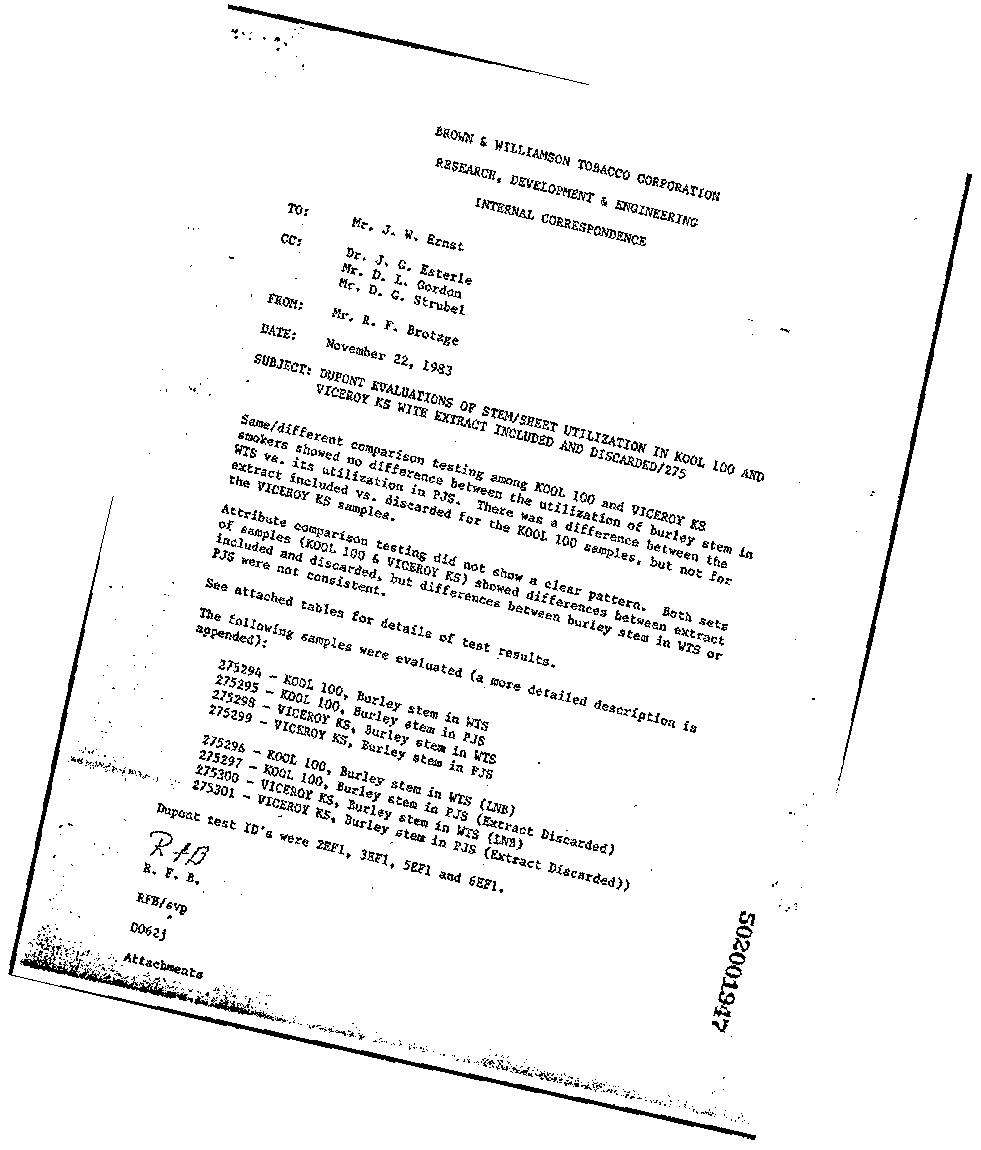 BROWN & WILLIAMSON TOBACCO CORPORATION
RESEARCH, DEVELOPMENT & ENGINEERING
INTERNAL CORRESPONDENCE
TO: Mr. J. W. Ernst
CC: Dr. J. G. Esterle
Mr. D. L. Gordon
Mr. D. G. Strubel
FROM: Mr. R. F. Brotzge
DATE: November 22, 1983
SUBJECT: DUPONT EVALUATIONS OF STEM/SHEET UTILIZATION IN KOOL 100 AND
VICEROY KS WITH EXTRACT INCLUDED AND DISCARDED/275
Same/different comparison testing among KOOL 100 and VICEROY KS
smokers showed no difference between the utilization of burley stem in
WTS vs. its utilization in PJS. There was a difference between the
extract included vs. discarded for the KOOL 100 samples, but not for
the VICEROY KS samples.
Attribute comparison testing did not show a clear pattern. Both sets
of samples (KOOL 100 & VICEROY KS) showed differences between extract
included and discarded, but differences between burley stem in WTS or
PJS were not consistent.
See attached tables for details of test results.
The following samples were evaluated (a more detailed description is
appended):
275294 - KOOL 100, Burley stem in WTS
275295 - KOOL 100, Burley stem in PJS
275298 - VICEROY KS, Burley stem in WTS
275299 - VICEROY KS, Burley stem in PJS
275296 - KOOL 100, Burley stem in WTS (LNB)
275297 - KOOL 100, Burley stem in PJS (Extract Discarded)
275300 - VICEROY KS, Burley stem in WTS (LNB)
275301 - VICEROY KS, Burley stem in PJS (Extract Discarded))
Dupont test ID's were 2EF1, 3EF1, 5EF1 and 6EF1.
RFB
R. F. B.
RFB/svp
D062j
Attachments
502001947